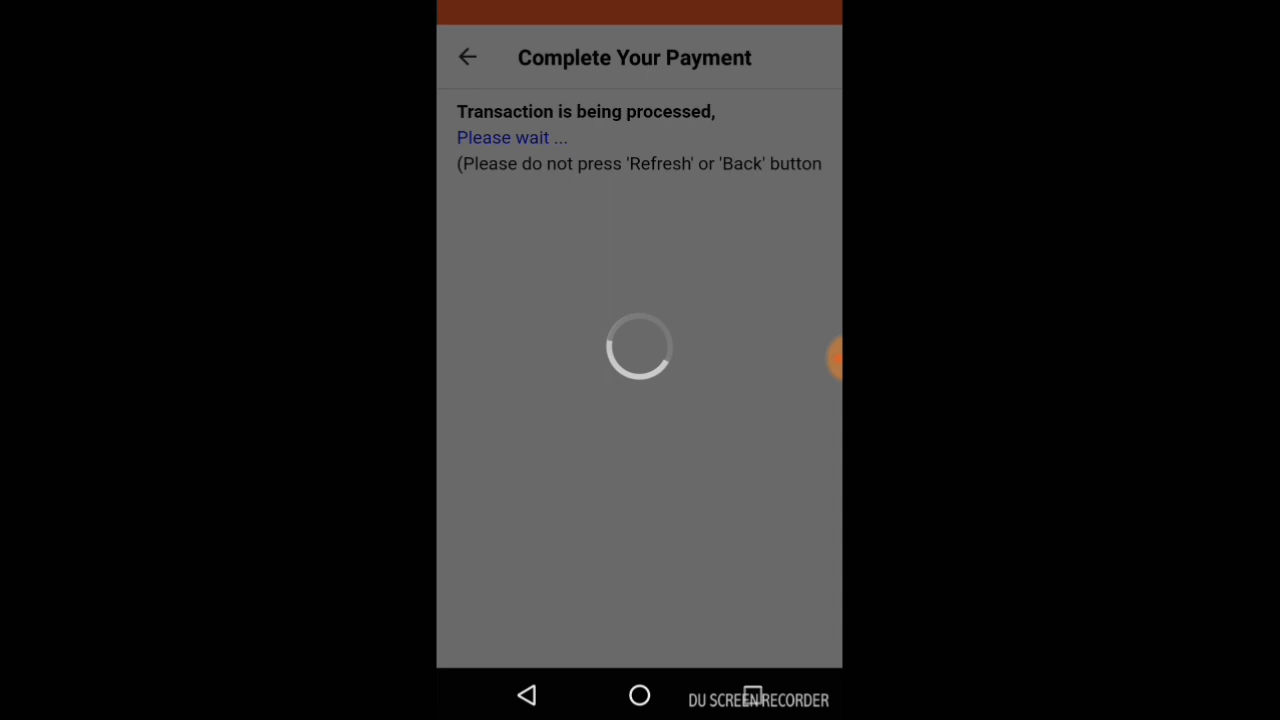 Complete Your Payment
Transaction is being processed,
Please wait ...
(Please do not press 'Refresh' or 'Back' button
DU SCREEN RECORDER